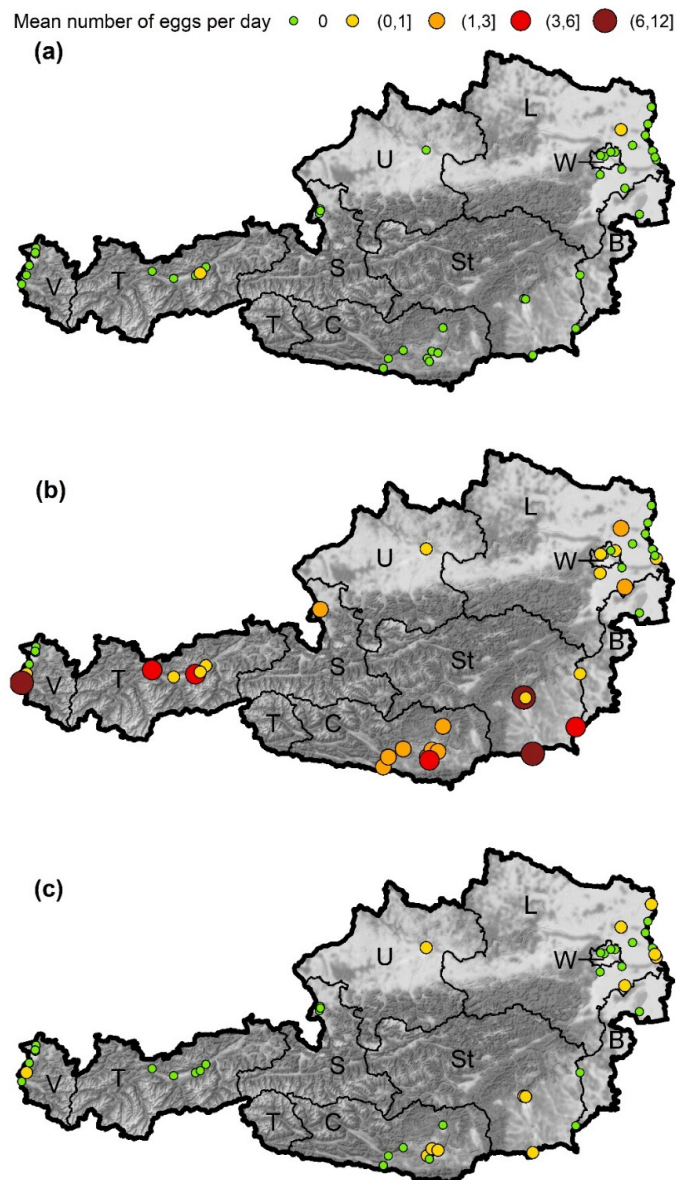 Mean number of eggs per day 0 (0,1] (1,3] (3,6] (6,12]
(a)
L
U
W
B
S
St
V
T
T
C
(b)
L
U
W
B
S
St
V
T
T
C
(c)
L
U
W
B
S
St
V
T
T
C